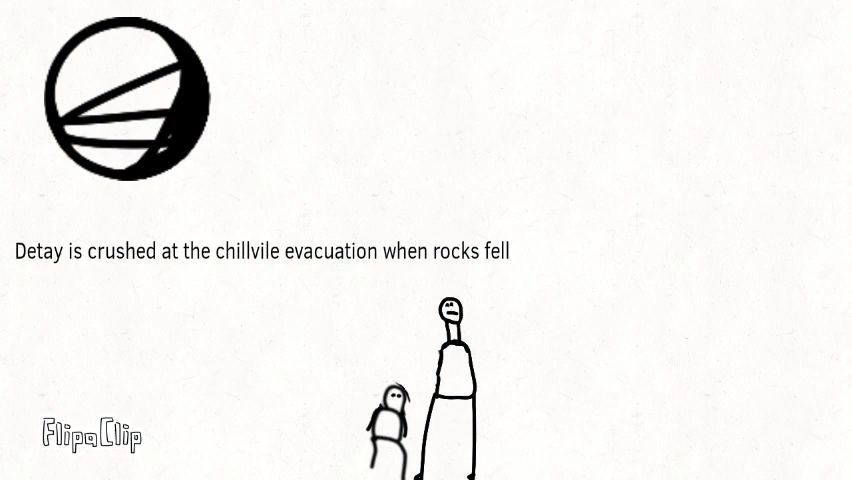 Detay is crushed at the chillvile evacuation when rocks fell
FlipaClip